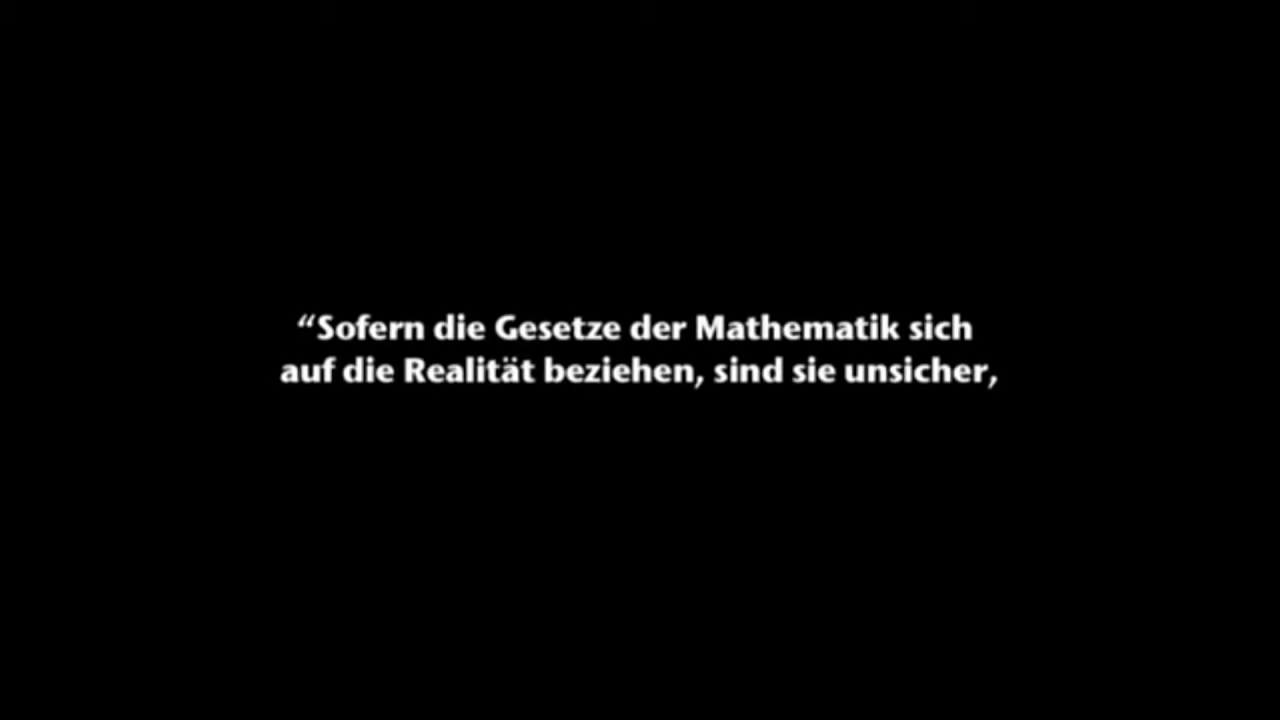 “Sofern die Gesetze der Mathematik sich
auf die Realität beziehen, sind sie unsicher,